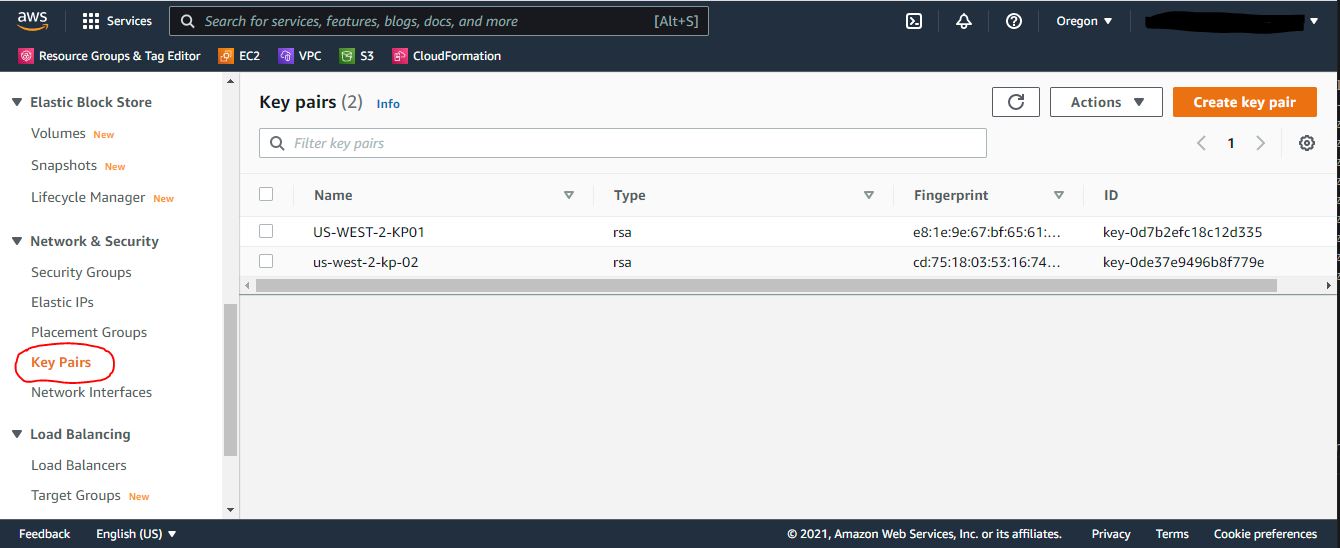 aws Services Search for services, features, blogs, docs, and more [Alt+S] Oregon
Resource Groups & Tag Editor EC2 VPC S3 CloudFormation
Elastic Block Store
Volumes New
Snapshots New
Lifecycle Manager New
Network & Security
Security Groups
Elastic IPs
Placement Groups
Key Pairs
Network Interfaces
Load Balancing
Load Balancers
Target Groups New
Key pairs (2) Info Actions Create key pair
Filter key pairs 1
Name Type Fingerprint ID
US-WEST-2-KP01 rsa e8:1e:9e:67:bf:65:61:... key-0d7b2efc18c12d335
us-west-2-kp-02 rsa cd:75:18:03:53:16:74... key-0de37e9496b8f779e
Feedback English (US) © 2021, Amazon Web Services, Inc. or its affiliates. Privacy Terms Cookie preferences